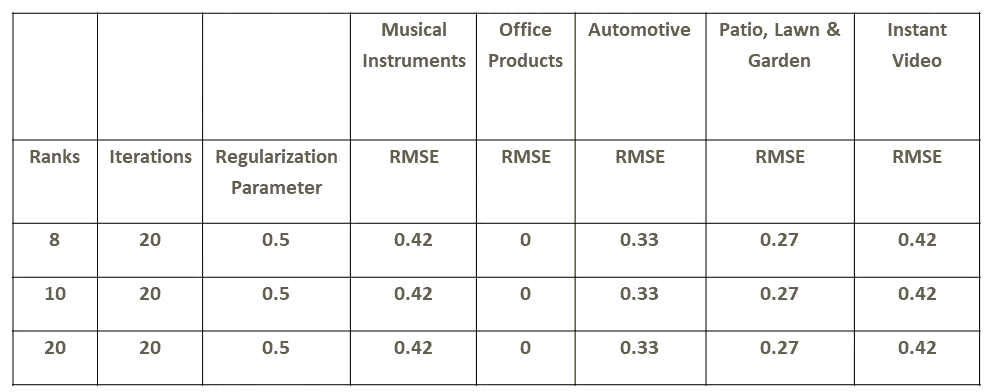 Musical Instruments Office Products Automotive Patio, Lawn & Garden Instant Video
Ranks Iterations Regularization Parameter RMSE RMSE RMSE RMSE RMSE
8 20 0.5 0.42 0 0.33 0.27 0.42
10 20 0.5 0.42 0 0.33 0.27 0.42
20 20 0.5 0.42 0 0.33 0.27 0.42